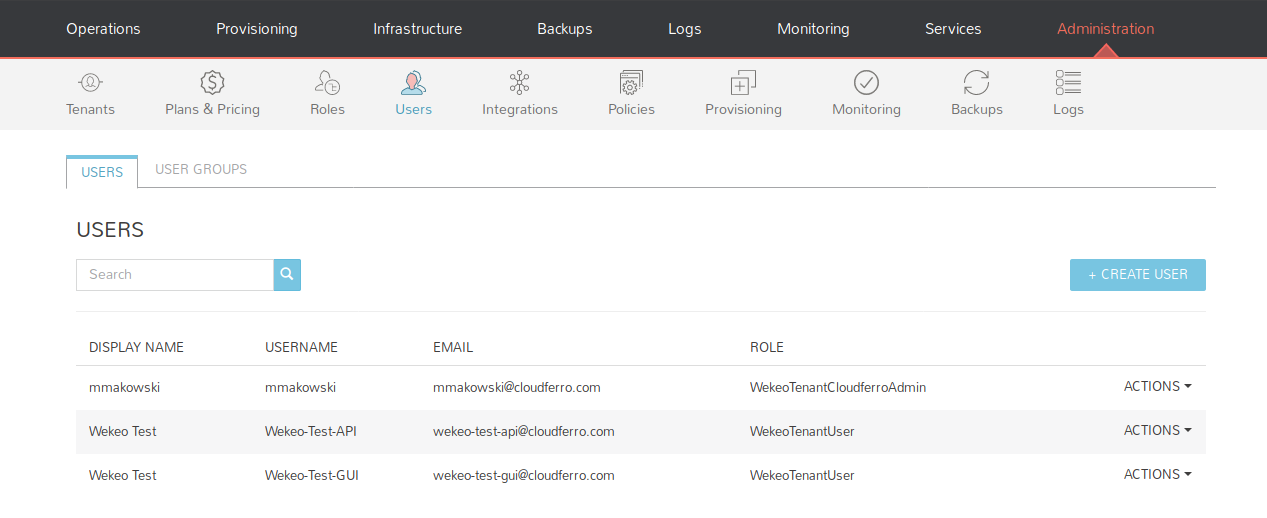 Operations Provisioning Infrastructure Backups Logs Monitoring Services Administration
Tenants Plans & Pricing Roles Users Integrations Policies Provisioning Monitoring Backups Logs
USERS USER GROUPS
USERS
Search + CREATE USER
DISPLAY NAME USERNAME EMAIL ROLE
mmakowski mmakowski mmakowski@cloudferro.com WekeoTenantCloudferroAdmin ACTIONS
Wekeo Test Wekeo-Test-API wekeo-test-api@cloudferro.com WekeoTenantUser ACTIONS
Wekeo Test Wekeo-Test-GUI wekeo-test-gui@cloudferro.com WekeoTenantUser ACTIONS